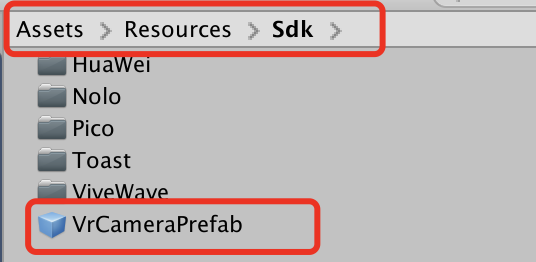 Assets > Resources > Sdk >
HuaWei
Nolo
Pico
Toast
ViveWave
VrCameraPrefab